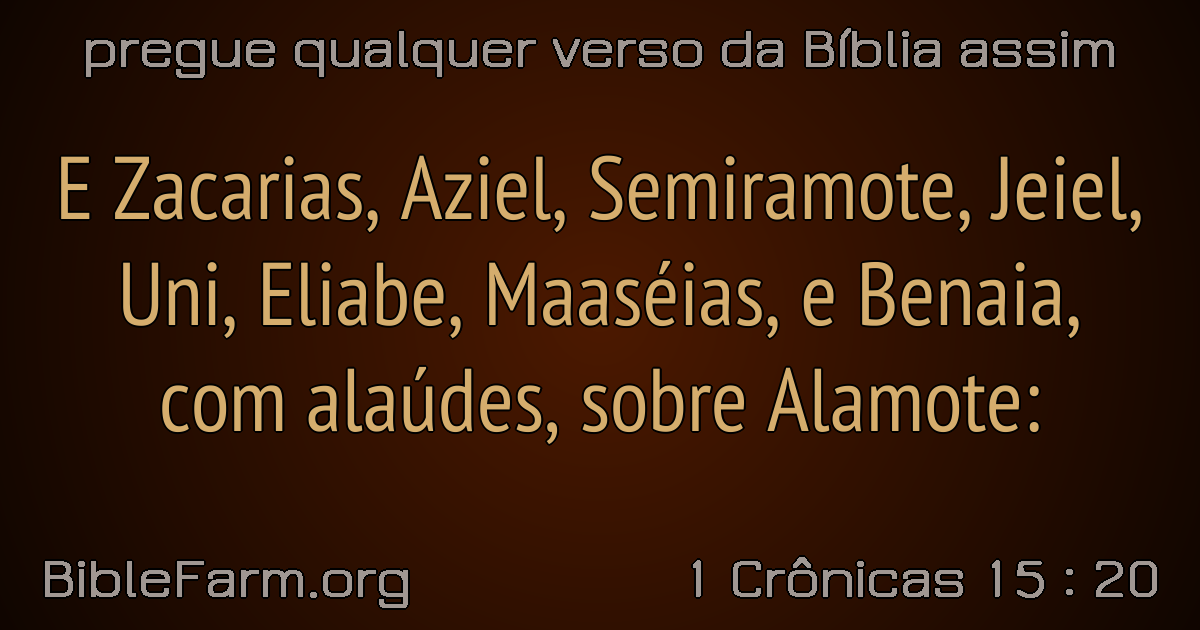 pregue qualquer verso da Bíblia assim
E Zacarias, Aziel, Semiramote, Jeiel,
Uni, Eliabe, Maaséias, e Benaia,
com alaúdes, sobre Alamote:
BibleFarm.org
1 Crônicas 15 : 20